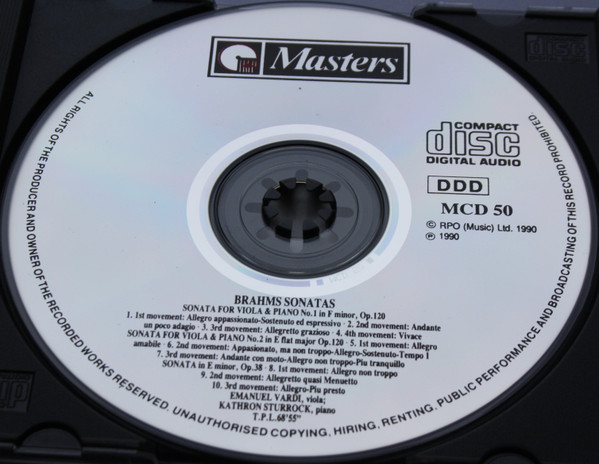 Masters
COMPACT
disc
DIGITAL AUDIO
DDD
MCD 50
© RPO (Music) Ltd. 1990
℗ 1990
BRAHMS SONATAS
SONATA FOR VIOLA & PIANO No.1 in F minor, Op.120
1. 1st movement: Allegro appassionato-Sostenuto ed espressivo · 2. 2nd movement: Andante
un poco adagio · 3. 3rd movement: Allegretto grazioso · 4. 4th movement: Vivace
SONATA FOR VIOLA & PIANO No.2 in E flat major Op.120 · 5. 1st movement: Allegro
amabile · 6. 2nd movement: Appasionato, ma non troppo-Allegro-Sostenuto-Tempo 1
7. 3rd movement: Andante con moto-Allegro non troppo-Piu tranquillo
SONATA in E minor, Op.38 · 8. 1st movement: Allegro non troppo
9. 2nd movement: Allegretto quasi Menuetto
10. 3rd movement: Allegro-Piu presto
EMANUEL VARDI, viola;
KATHRON STURROCK, piano
T.P.L.68'55"
ALL RIGHTS OF THE PRODUCER AND OWNER OF THE RECORDED WORKS RESERVED. UNAUTHORISED COPYING, HIRING, RENTING, PUBLIC PERFORMANCE AND BROADCASTING OF THIS RECORD PROHIBITED.